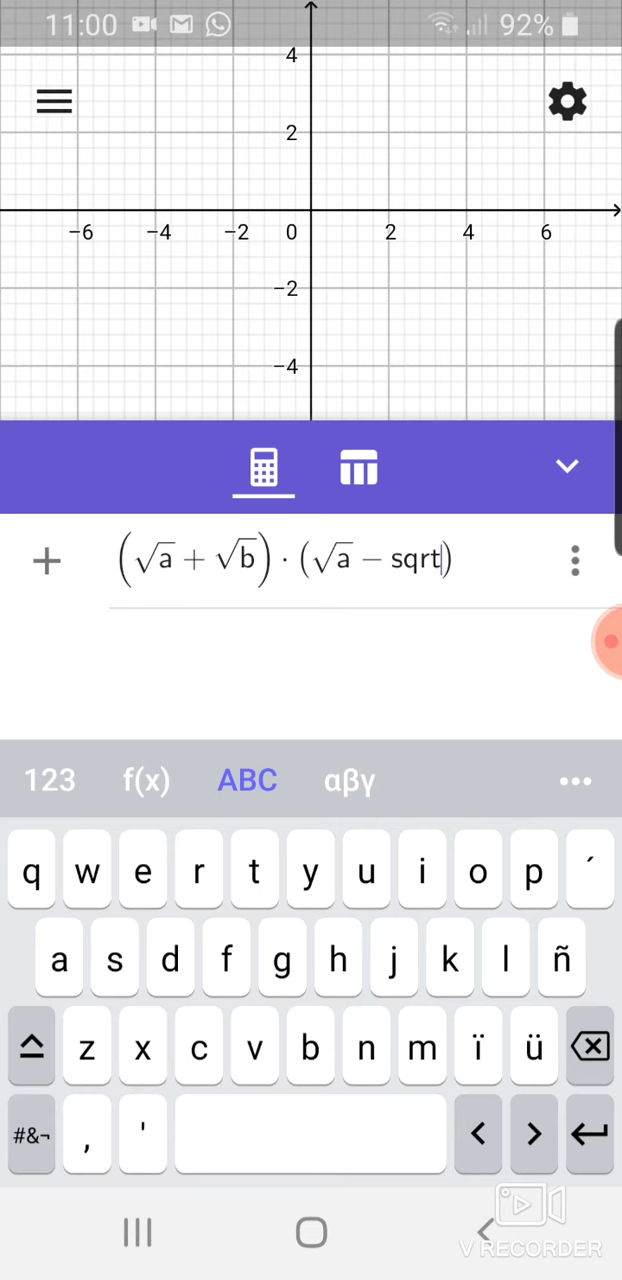 11:00 92%
4
2
−6 −4 −2 0 2 4 6
−2
−4
+ (√a + √b) · (√a − sqrt)
123 f(x) ABC αβγ ...
q w e r t y u i o p ´
a s d f g h j k l ñ
z x c v b n m ï ü
#&¬ , ' < >
V RECORDER